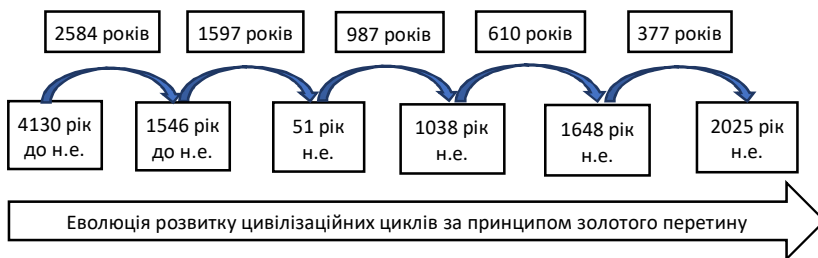 2584 років
1597 років
987 років
610 років
377 років
4130 рік
до н.е.
1546 рік
до н.е.
51 рік
н.е.
1038 рік
н.е.
1648 рік
н.е.
2025 рік
н.е.
Еволюція розвитку цивілізаційних циклів за принципом золотого перетину